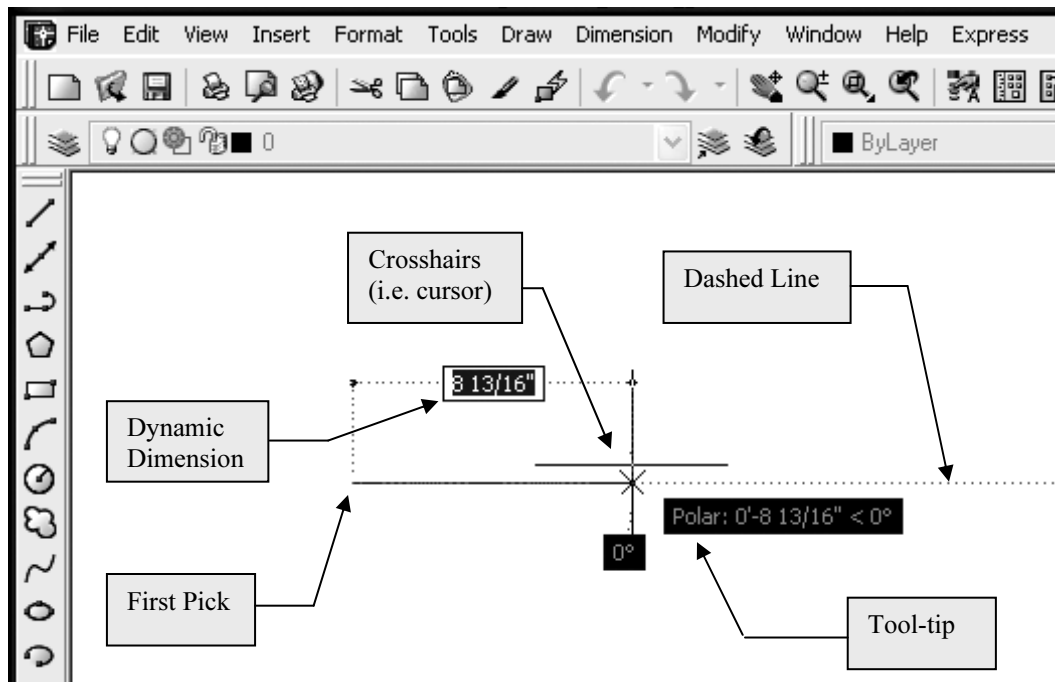 File Edit View Insert Format Tools Draw Dimension Modify Window Help Express
0
ByLayer
Crosshairs
(i.e. cursor)
Dashed Line
8 13/16"
Dynamic
Dimension
Polar: 0'-8 13/16" < 0°
0°
First Pick
Tool-tip